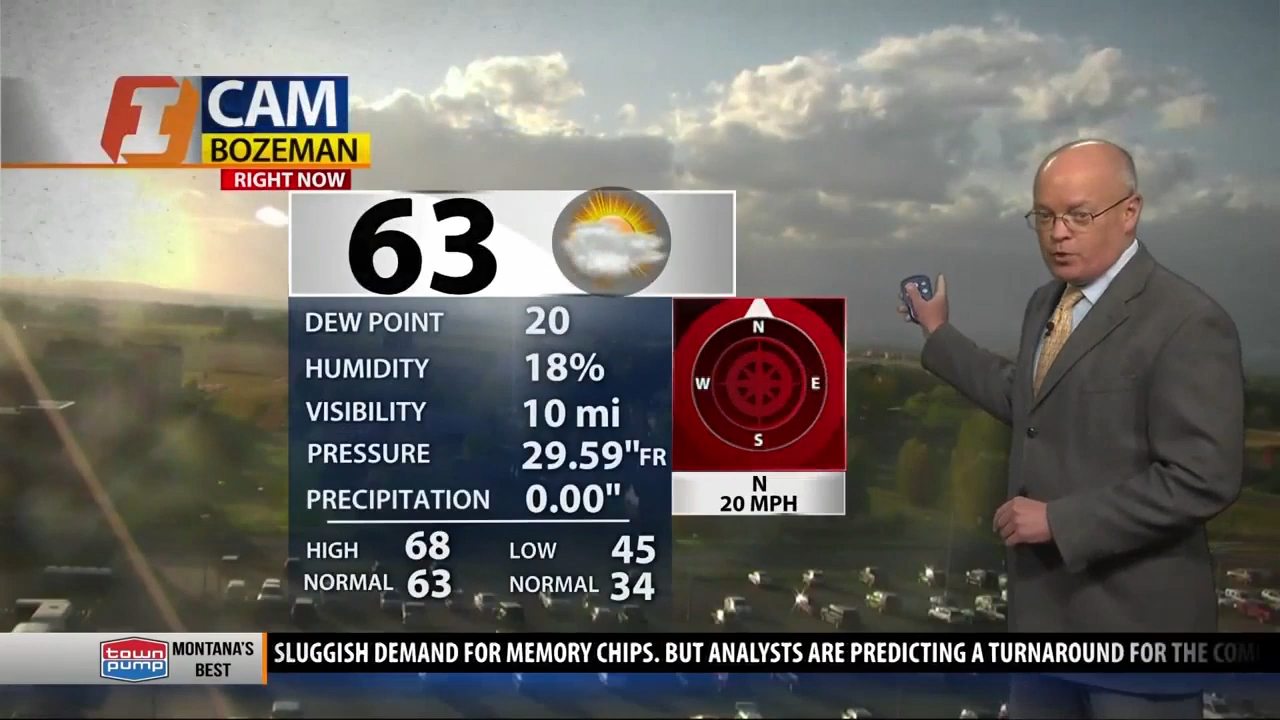 I CAM
BOZEMAN
RIGHT NOW
63
DEW POINT 20
HUMIDITY 18%
VISIBILITY 10 mi
PRESSURE 29.59"FR
PRECIPITATION 0.00"
HIGH 68 LOW 45
NORMAL 63 NORMAL 34
N
W E
S
N
20 MPH
town pump MONTANA'S BEST
SLUGGISH DEMAND FOR MEMORY CHIPS. BUT ANALYSTS ARE PREDICTING A TURNAROUND FOR THE COM